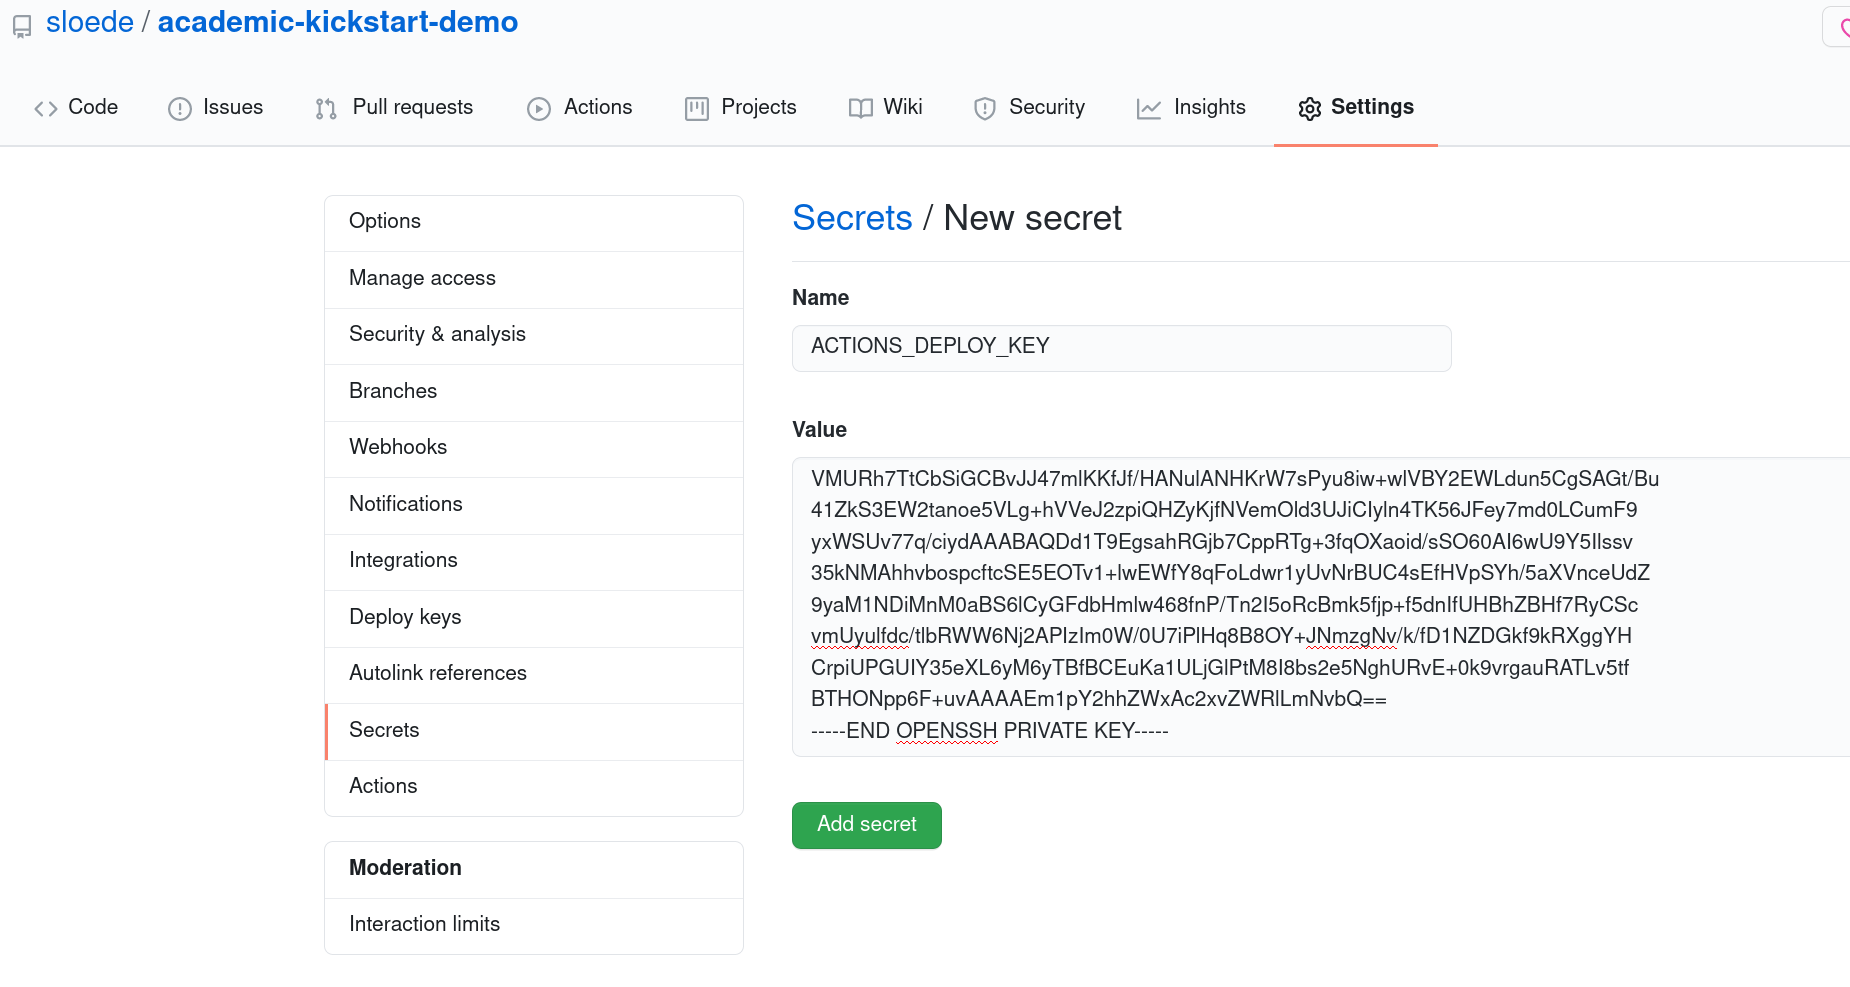 sloede / academic-kickstart-demo
Code
Issues
Pull requests
Actions
Projects
Wiki
Security
Insights
Settings
Options
Manage access
Security & analysis
Branches
Webhooks
Notifications
Integrations
Deploy keys
Autolink references
Secrets
Actions
Moderation
Interaction limits
Secrets / New secret
Name
ACTIONS_DEPLOY_KEY
Value
VMURh7TtCbSiGCBvJJ47mlKKfJf/HANulANHKrW7sPyu8iw+wlVBY2EWLdun5CgSAGt/Bu
41ZkS3EW2tanoe5VLg+hVVeJ2zpiQHZyKjfNVemOld3UJiCIyln4TK56JFey7md0LCumF9
yxWSUv77q/ciydAAABAQDd1T9EgsahRGjb7CppRTg+3fqOXaoid/sSO60AI6wU9Y5Ilssv
35kNMAhhvbospcftcSE5EOTv1+lwEWfY8qFoLdwr1yUvNrBUC4sEfHVpSYh/5aXVnceUdZ
9yaM1NDiMnM0aBS6lCyGFdbHmlw468fnP/Tn2I5oRcBmk5fjp+f5dnIfUHBhZBHf7RyCSc
vmUyulfdc/tlbRWW6Nj2APIzIm0W/0U7iPlHq8B8OY+JNmzgNv/k/fD1NZDGkf9kRXggYH
CrpiUPGUIY35eXL6yM6yTBfBCEuKa1ULjGlPtM8I8bs2e5NghURvE+0k9vrgauRATLv5tf
BTHONpp6F+uvAAAAEm1pY2hhZWxAc2xvZWRlLmNvbQ==
-----END OPENSSH PRIVATE KEY-----
Add secret